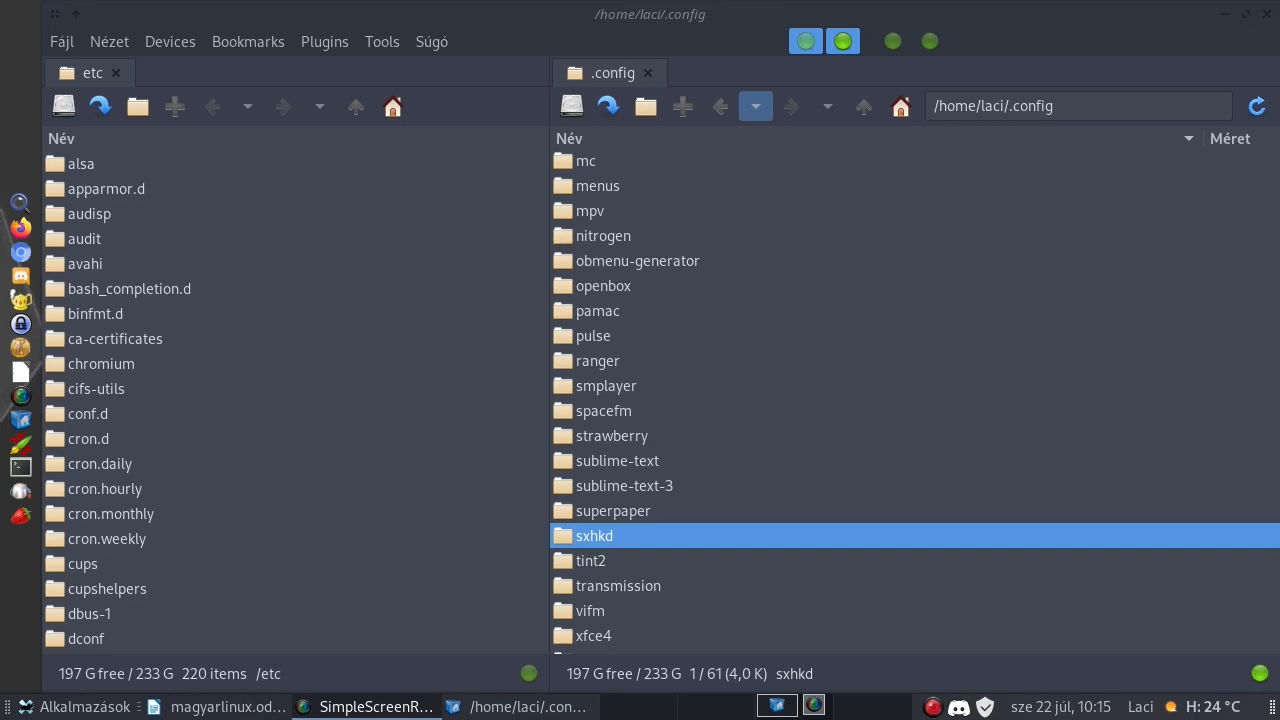 /home/laci/.config
Fájl Nézet Devices Bookmarks Plugins Tools Súgó
etc
Név
alsa
apparmor.d
audisp
audit
avahi
bash_completion.d
binfmt.d
ca-certificates
chromium
cifs-utils
conf.d
cron.d
cron.daily
cron.hourly
cron.monthly
cron.weekly
cups
cupshelpers
dbus-1
dconf
197 G free / 233 G 220 items /etc
.config
/home/laci/.config
Név Méret
mc
menus
mpv
nitrogen
obmenu-generator
openbox
pamac
pulse
ranger
smplayer
spacefm
strawberry
sublime-text
sublime-text-3
superpaper
sxhkd
tint2
transmission
vifm
xfce4
197 G free / 233 G 1 / 61 (4,0 K) sxhkd
Alkalmazások magyarlinux.od... SimpleScreenR... /home/laci/.con... sze 22 júl, 10:15 Laci H: 24 °C